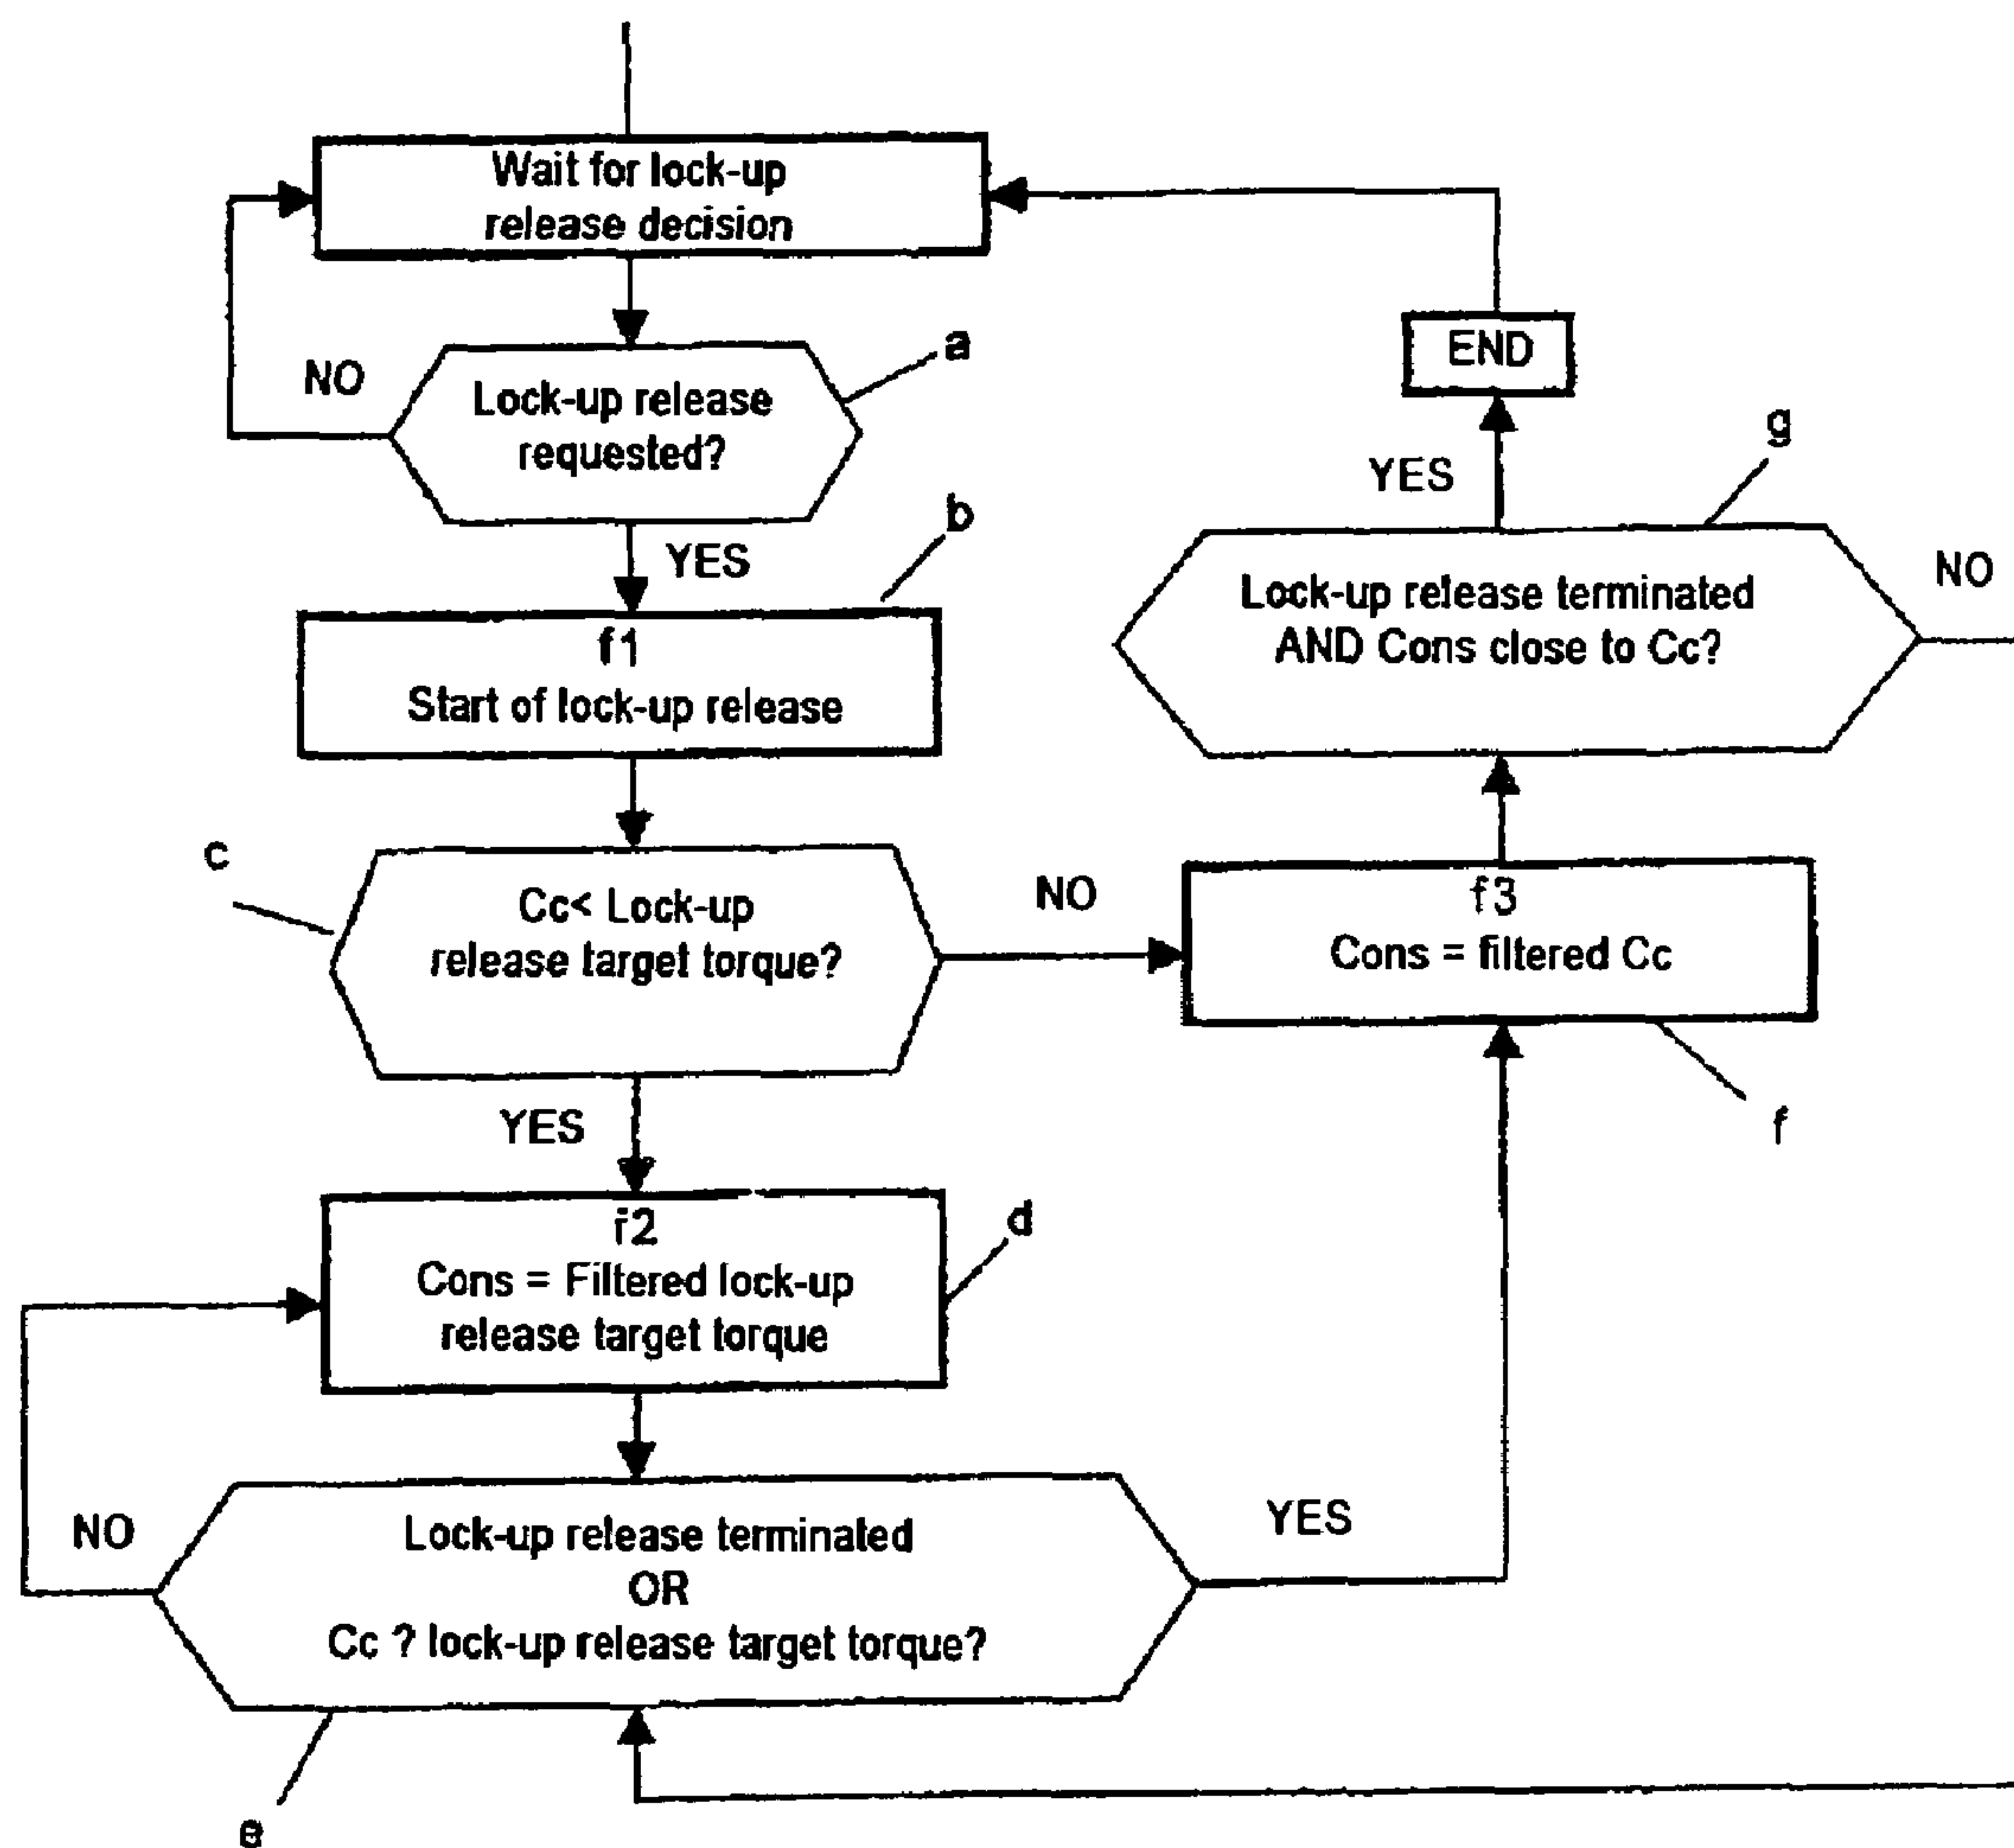 Wait for lock-up
release decision
NO
Lock-up release
requested?
a
YES
b
f1
Start of lock-up release
c
Cc< Lock-up
release target torque?
NO
YES
f2
Cons = Filtered lock-up
release target torque
d
NO
Lock-up release terminated
OR
Cc ? lock-up release target torque?
YES
e
f3
Cons = filtered Cc
f
Lock-up release terminated
AND Cons close to Cc?
g
NO
YES
END